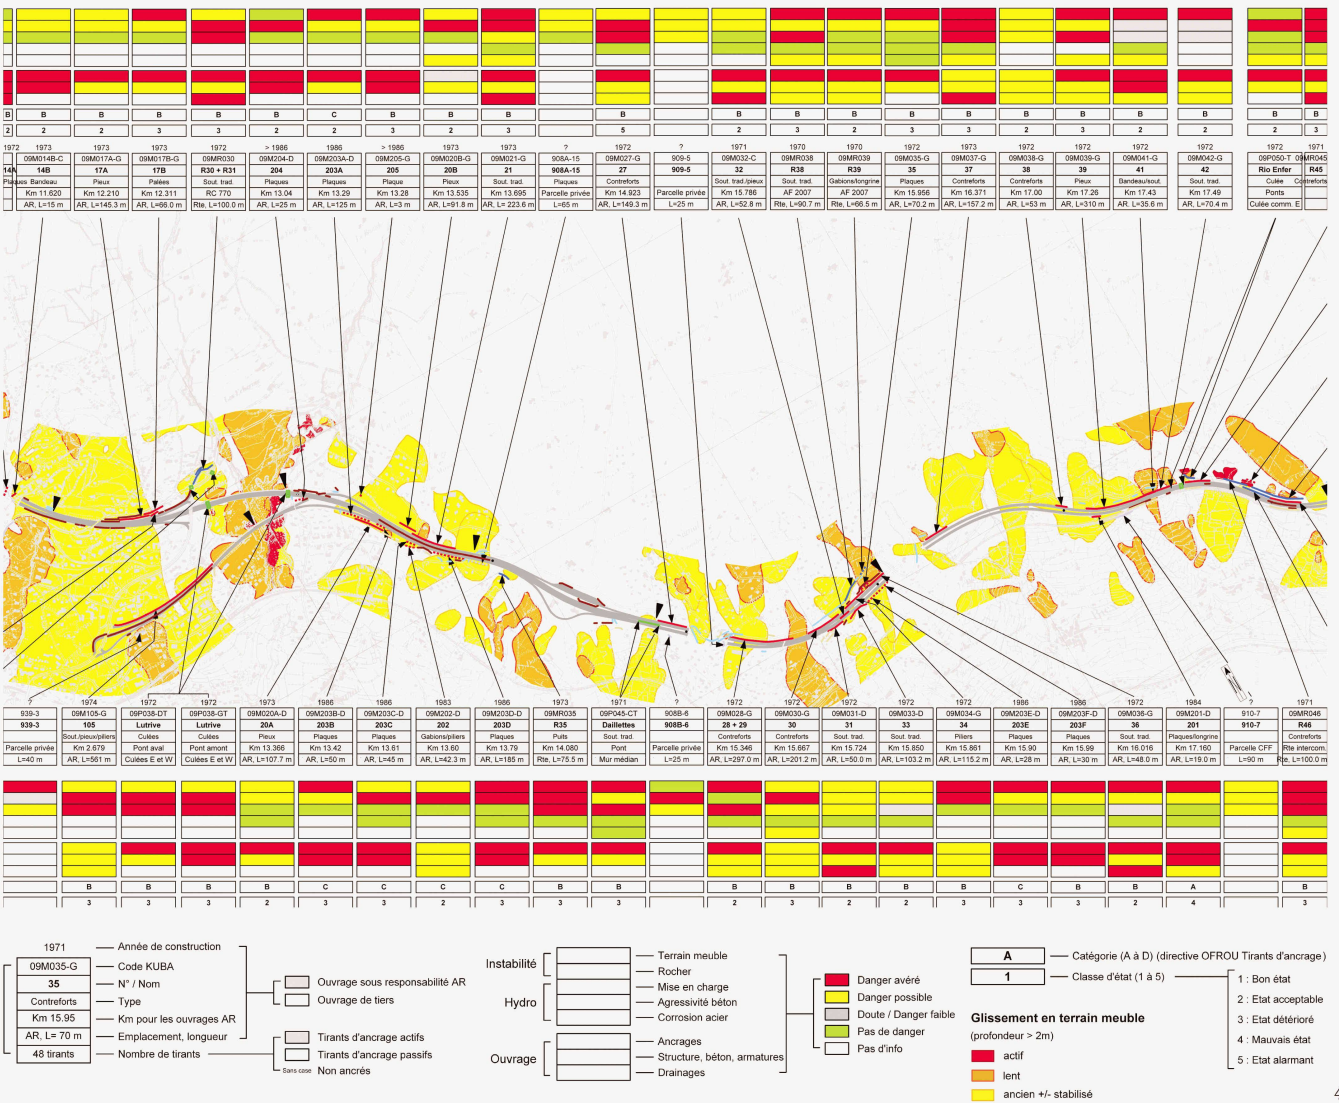 B B B B B B C B B B B B B B B B B B B B B B
2 2 2 3 3 2 2 3 2 3 5 2 3 2 2 3 2 3 2 2 2 3
1972 1973 1973 1973 1972 > 1986 1986 > 1986 1973 1973 ? 1972 ? 1971 1970 1970 1972 1972 1972 1972 1972 1972 1972 1971
09M014B-C 09M017A-G 09M017B-G 09MR030 09M204-D 09M203A-D 09M205-G 09M020B-G 09M021-G 908A-15 09M027-G 909-5 09M032-C 09MR038 09MR039 09M035-G 09M037-G 09M038-G 09M039-G 09M041-G 09M042-G 09P050-T 09MR045
14A 14B 17A 17B R30 + R31 204 203A 205 20B 21 908A-15 27 909-5 32 R38 R39 35 37 38 39 41 42 Rio Enfer R45
Plaques Bandeau Pieux Palées Sout. trad. Plaques Plaques Plaque Pieux Plaques Plaques Contreforts Sout. trad./pieux Sout. trad. Gabions/longrine Plaques Contreforts Contreforts Pieux Bandeau/sout. Sout. trad. Culée Contreforts
Km 11.620 Km 12.210 Km 12.311 RC 770 Km 13.04 Km 13.29 Km 13.28 Km 13.535 Km 13.695 Parcelle privée Km 14.923 Parcelle privée Km 15.786 AF 2007 AF 2007 Km 15.956 Km 16.371 Km 17.00 Km 17.26 Km 17.43 Km 17.49 Ponts
AR, L=15 m AR, L=145.3 m AR, L=66.0 m Rte, L=100.0 m AR, L=25 m AR, L=125 m AR, L=3 m AR, L=91.8 m AR, L= 223.6 m L=65 m AR, L=149.3 m L=25 m AR, L=52.8 m Rte, L=90.7 m Rte, L=66.5 m AR, L=70.2 m AR, L=157.2 m AR, L=53 m AR, L=310 m AR, L=35.6 m AR, L=70.4 m Culée comm. E
? 1974 1972 1972 1973 1986 1986 1972 1986 1973 1971 ? 1972 1972 1972 1972 1972 1986 1986 1972 1984 ? 1971
939-3 09M105-G 09P038-DT 09P038-GT 09M020A-D 09M203B-D 09M203C-D 09M202-D 09M203D-D 09MR035 09P045-CT 908B-6 09M028-G 09M030-G 09M031-D 09M033-D 09M034-G 09M203E-D 09M203F-D 09M036-G 09M201-D 910-7 09MR046
939-3 105 Lutrive Lutrive 20A 203B 203C 202 203D R35 Daillettes 908B-6 28 + 29 30 31 33 34 203E 203F 36 201 910-7 R46
Sout./pieux/piliers Culées Culées Pieux Plaques Plaques Gabions/piliers Plaques Puits Sout. trad. Contreforts Contreforts Sout. trad. Sout. trad. Piliers Plaques Plaques Sout. trad. Plaques/longrine Contreforts
Parcelle privée Km 2.679 Pont aval Pont amont Km 13.366 Km 13.42 Km 13.61 Km 13.60 Km 13.79 Km 14.080 Pont Parcelle privée Km 15.346 Km 15.667 Km 15.724 Km 15.850 Km 15.861 Km 15.90 Km 15.99 Km 16.016 Km 17.160 Parcelle CFF Rte intercom.
L=40 m AR, L=561 m Culées E et W Culées E et W AR, L=107.7 m AR, L=50 m AR, L=45 m AR, L=42.3 m AR, L=185 m Rte, L=75.5 m Mur médian L=25 m AR, L=297.0 m AR, L=201.2 m AR, L=50.0 m AR, L=103.2 m AR, L=115.2 m AR, L=28 m AR, L=30 m AR, L=48.0 m AR, L=19.0 m L=90 m Rte, L=100.0 m
B B B B C C B C B B B B B B B C B B A B
3 3 3 2 3 3 2 3 3 3 2 3 2 2 3 3 3 2 4 3
1971 Année de construction
09M035-G Code KUBA
35 N° / Nom
Contreforts Type
Km 15.95 Km pour les ouvrages AR
AR, L= 70 m Emplacement, longueur
48 tirants Nombre de tirants
Ouvrage sous responsabilité AR
Ouvrage de tiers
Tirants d'ancrage actifs
Tirants d'ancrage passifs
Sans case Non ancrés
Instabilité
Terrain meuble
Rocher
Hydro
Mise en charge
Agressivité béton
Corrosion acier
Ouvrage
Ancrages
Structure, béton, armatures
Drainages
Danger avéré
Danger possible
Doute / Danger faible
Pas de danger
Pas d'info
A Catégorie (A à D) (directive OFROU Tirants d'ancrage)
1 Classe d'état (1 à 5)
1 : Bon état
2 : Etat acceptable
3 : Etat détérioré
4 : Mauvais état
5 : Etat alarmant
Glissement en terrain meuble
(profondeur > 2m)
actif
lent
ancien +/- stabilisé
4